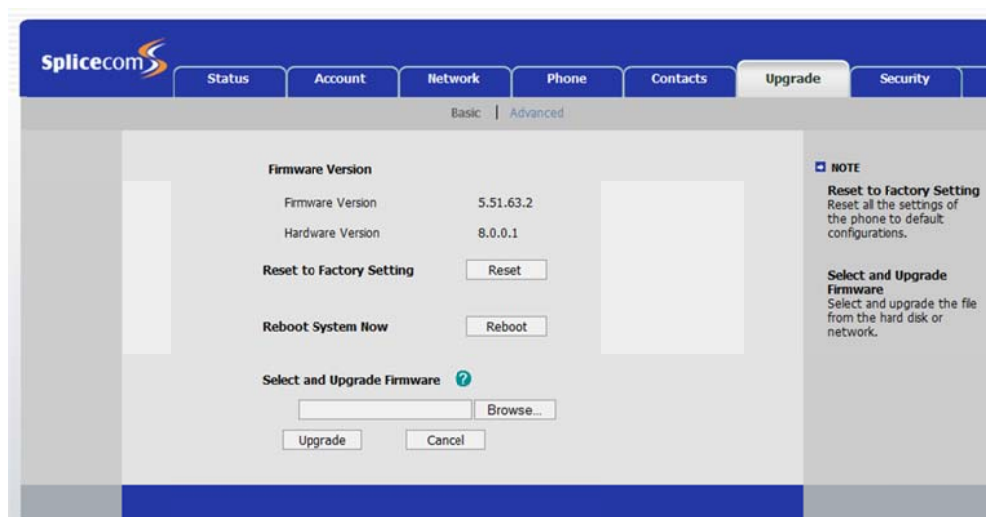 Splicecom
Status Account Network Phone Contacts Upgrade Security
Basic | Advanced
Firmware Version
Firmware Version 5.51.63.2
Hardware Version 8.0.0.1
Reset to Factory Setting Reset
Reboot System Now Reboot
Select and Upgrade Firmware ?
Browse...
Upgrade Cancel
NOTE
Reset to Factory Setting
Reset all the settings of
the phone to default
configurations.
Select and Upgrade
Firmware
Select and upgrade the file
from the hard disk or
network.